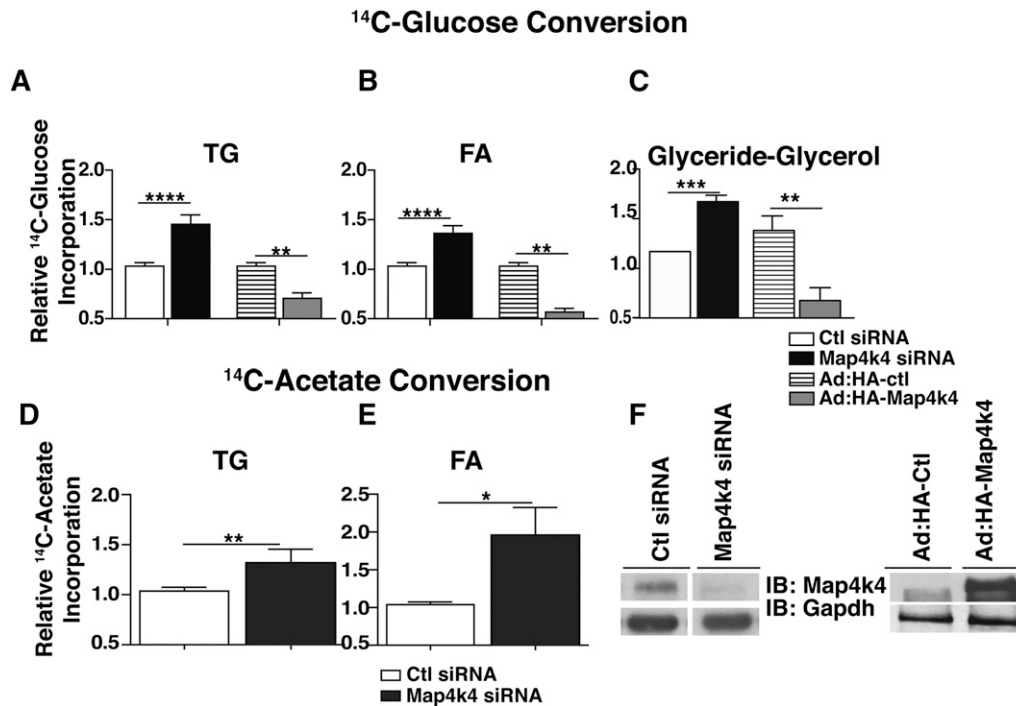 ¹⁴C-Glucose Conversion
A
B
C
TG
FA
Glyceride-Glycerol
Relative ¹⁴C-Glucose
Incorporation
2.0
1.5
1.0
0.5
****
**
2.0
1.5
1.0
0.5
****
**
2.0
1.5
1.0
0.5
***
**
Ctl siRNA
Map4k4 siRNA
Ad:HA-ctl
Ad:HA-Map4k4
¹⁴C-Acetate Conversion
D
E
F
TG
FA
Relative ¹⁴C-Acetate
Incorporation
2.0
1.5
1.0
0.5
**
2.5
2.0
1.5
1.0
0.5
*
Ctl siRNA
Map4k4 siRNA
Ctl siRNA
Map4k4 siRNA
Ad:HA-Ctl
Ad:HA-Map4k4
IB: Map4k4
IB: Gapdh